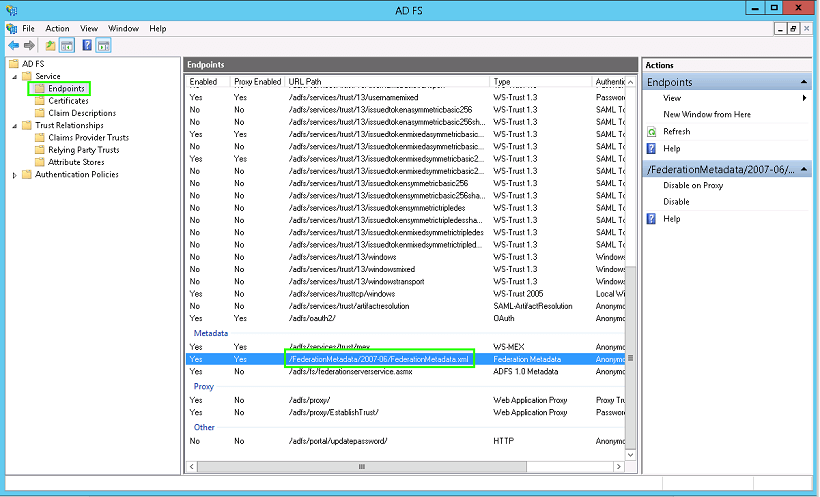 AD FS
File Action View Window Help
AD FS
Service
Endpoints
Certificates
Claim Descriptions
Trust Relationships
Claims Provider Trusts
Relying Party Trusts
Attribute Stores
Authentication Policies
Endpoints
Enabled Proxy Enabled URL Path Type Authentic
Yes Yes /adfs/services/trust/13/usernamemixed WS-Trust 1.3 Passwor
No No /adfs/services/trust/13/issuedtokenasymmetricbasic256 WS-Trust 1.3 SAML To
No No /adfs/services/trust/13/issuedtokenasymmetricbasic256sha... WS-Trust 1.3 SAML To
Yes Yes /adfs/services/trust/13/issuedtokenmixedasymmetricbasic... WS-Trust 1.3 SAML To
No No /adfs/services/trust/13/issuedtokenmixedasymmetricbasic... WS-Trust 1.3 SAML To
Yes Yes /adfs/services/trust/13/issuedtokenmixedsymmetricbasic2... WS-Trust 1.3 SAML To
No No /adfs/services/trust/13/issuedtokenmixedsymmetricbasic2... WS-Trust 1.3 SAML To
No No /adfs/services/trust/13/issuedtokensymmetricbasic256 WS-Trust 1.3 SAML To
No No /adfs/services/trust/13/issuedtokensymmetricbasic256sha... WS-Trust 1.3 SAML To
No No /adfs/services/trust/13/issuedtokensymmetrictripledes WS-Trust 1.3 SAML To
No No /adfs/services/trust/13/issuedtokensymmetrictripledessha... WS-Trust 1.3 SAML To
No No /adfs/services/trust/13/issuedtokenmixedsymmetrictripledes WS-Trust 1.3 SAML To
No No /adfs/services/trust/13/issuedtokenmixedsymmetrictripled... WS-Trust 1.3 SAML To
No No /adfs/services/trust/13/windows WS-Trust 1.3 Window
No No /adfs/services/trust/13/windowsmixed WS-Trust 1.3 Window
No No /adfs/services/trust/13/windowstransport WS-Trust 1.3 Window
Yes No /adfs/services/trusttcp/windows WS-Trust 2005 Local Wi
Yes No /adfs/services/trust/artifactresolution SAML-ArtifactResolution Anonym
Yes Yes /adfs/oauth2/ OAuth Anonym
Metadata
Yes Yes /adfs/services/trust/mex WS-MEX Anonym
Yes Yes /FederationMetadata/2007-06/FederationMetadata.xml Federation Metadata Anonym
Yes No /adfs/fs/federationserverservice.asmx ADFS 1.0 Metadata Anonym
Proxy
Yes Yes /adfs/proxy/ Web Application Proxy Proxy Tru
Yes Yes /adfs/proxy/EstablishTrust/ Web Application Proxy Passwor
Other
No No /adfs/portal/updatepassword/ HTTP Anonym
Actions
Endpoints
View
New Window from Here
Refresh
Help
/FederationMetadata/2007-06/...
Disable on Proxy
Disable
Help